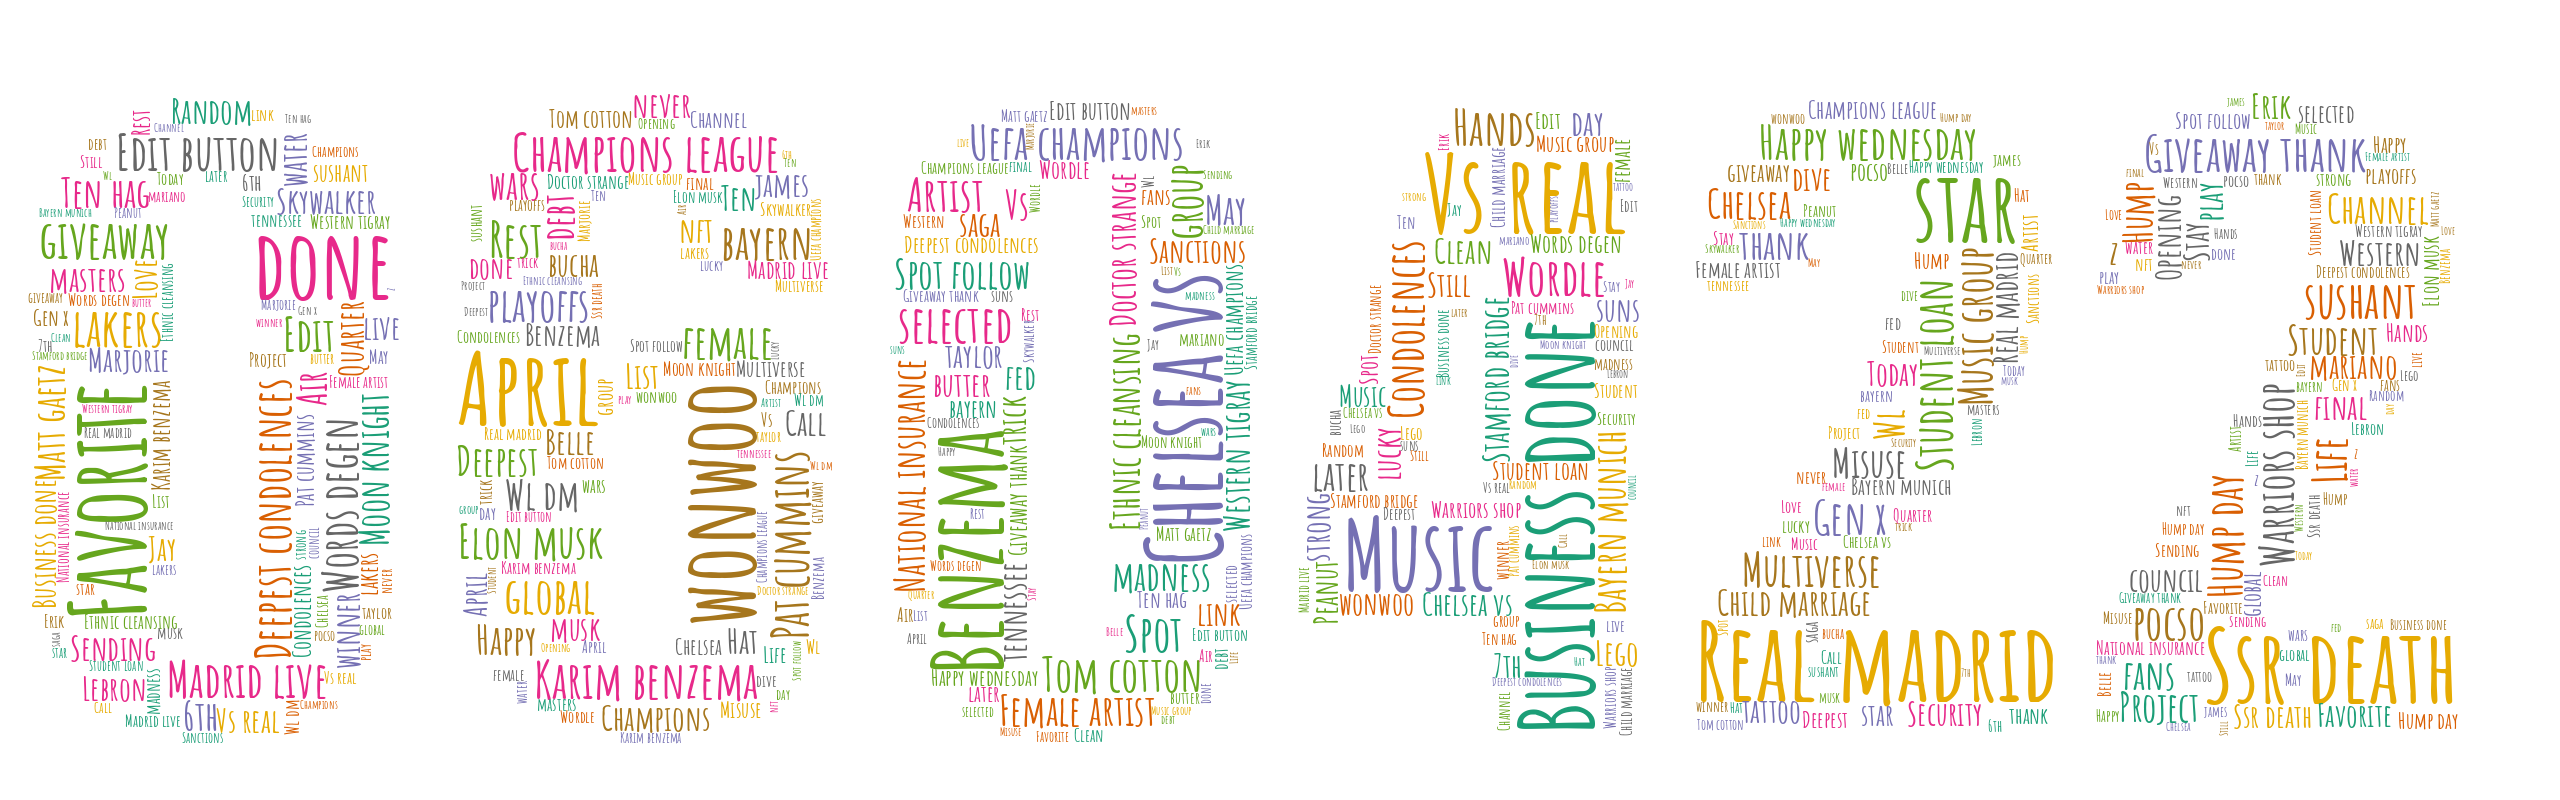 Random
Link
Ten hag
Rest
Channel
Edit button
Water
Debt
Champions
Still
Sushant
Wl
Today
Later
6th
Ten hag
Mariano
Security
Skywalker
Bayern munich
Peanut
Tennessee
Western tigray
Giveaway
Done
Masters
Love
Ethnic cleansing
Giveaway
Words degen
Butter
Marjorie
Gen x
Z
Gen x
Lakers
Winner
Edit
Quarter
Live
Clean
7th
Stamford bridge
Marjorie
Project
Butter
May
Matt gaetz
Favorite
Karim benzema
Deepest condolences
Air
Female artist
Western tigray
Real madrid
Pat cummins
Words degen
Moon knight
Business done
National insurance
List
National insurance
Jay
Lakers
Strong
Council
Star
Condolences
Chelsea
Lakers
Never
Erik
Ethnic cleansing
Musk
Pocso
Winner
Taylor
Global
Play
Saga
Star
Sending
Student loan
Lebron
Madness
Madrid live
Vs real
Call
Madrid live
6th
Vs real
Wl dm
Champions
Sanctions
Never
Tom cotton
Opening
Channel
Champions league
6th
Ten
Wars
Doctor strange
Music group
Final
James
Playoffs
Ten
Elon musk
Ten
Skywalker
Sushant
Debt
Marjorie
Air
Uefa champions
Rest
Bucha
NFT
Bayern
Lakers
Done
Trick
Bucha
Lucky
Madrid live
Project
Ethnic cleansing
Multiverse
Deepest
Playoffs
Ssr death
Condolences
Benzema
Spot follow
Female
Lucky
April
Group
List
Moon knight
Multiverse
Play
Wonwoo
Champions
Artist
Wl dm
Real madrid
Belle
Wonwoo
Vs
Call
Taylor
Deepest
Tom cotton
Tennessee
Wl dm
Trick
Wl dm
Wars
Pat cummins
Giveaway
Group
Day
Edit button
Elon musk
Champions league
Karim benzema
April
Student
Global
Doctor strange
Benzema
Happy
Musk
Opening
April
Chelsea
Hat
Life
Wl
Spot follow
Female
Water
Karim benzema
Dive
Day
NFT
Masters
Wordle
Champions
Misuse
Karim benzema
Matt gaetz
Edit button
Masters
Live
Uefa champions
Marjorie
Erik
Champions league
Final
Wordle
Group
Sending
Artist
Vs
Wordle
Doctor strange
Wl
Fans
May
Western
Saga
Spot
Child marriage
Deepest condolences
Sanctions
Spot follow
List
Vs
Uefa champions
Giveaway thank
Suns
Madness
Chelsea vs
Stamford bridge
Selected
Rest
Skywalker
Suns
Taylor
Jay
Mariano
National insurance
Butter
Fed
Ethnic cleansing
Fans
Western tigray
Bayern
Condolences
Giveaway thank
Trick
Wars
Moon knight
Happy
Benzema
Rest
Peanut
Matt gaetz
Words degen
Tennessee
Madness
Selected
Uefa champions
Quarter
Stay
Ten hag
Air
List
Link
April
Belle
Spot
Edit button
Air
Debt
Life
Happy wednesday
Tom cotton
Later
Butter
Done
Selected
Female artist
Music group
Debt
Misuse
Favorite
Clean
Hands
Edit
Day
Erik
Music group
Female
Vs real
Child marriage
Playoffs
Tattoo
Strong
Jay
Edit
Ten
Clean
Mariano
Words degen
Condolences
Still
Wordle
Stay
Jay
Doctor strange
Business done
Later
Stamford bridge
Pat cummins
Suns
7th
Opening
Moon knight
Council
Spot
Link
Dive
Business done
Madness
Lebron
Music
Chelsea vs
Hat
Student
Bucha
Lego
Lego
Security
Random
Lucky
Suns
Still
Bayern munich
Later
Student loan
Vs real
Random
Council
Strong
Stamford bridge
Deepest
Warriors shop
Music
Winner
Pat cummins
Call
Elon musk
Madrid live
Peanut
Wonwoo
Chelsea vs
Group
Live
Ten hag
Lego
7th
Deepest condolences
Warriors shop
Child marriage
Channel
Champions league
Wonwoo
Hump day
Happy wednesday
Giveaway
Dive
Pocso
Belle
Happy wednesday
James
Chelsea
Peanut
Star
Hat
Sanctions
Happy wednesday
Stay
Skywalker
Thank
May
Artist
Female artist
Hump
Music group
Real madrid
Quarter
Tennessee
Dive
Student loan
Sanctions
Fed
Student
Multiverse
Hump
Today
Today
Musk
Bayern
Fed
Wl
Masters
Project
Security
Lebron
Misuse
Never
Female
Bayern munich
Love
Gen x
Quarter
Lucky
Trick
Link
Music
Chelsea vs
Multiverse
Child marriage
Spot
Saga
Bucha
Real madrid
Call
Sushant
7th
Musk
Winner
Hat
Tattoo
Deepest
Star
Security
Tom cotton
6th
Thank
James
Erik
Selected
Spot follow
Taylor
Music
Vs
Giveaway thank
Happy
Female artist
Final
Hump
Western
Pocso
Thank
Strong
Playoffs
Play
Student loan
Channel
Matt gaetz
Love
Opening
Stay
Hands
Western tigray
Love
Z
Water
Done
Western
Elon musk
Benzema
NFT
Never
Deepest condolences
Play
Warriors shop
Sushant
Student
Hands
Tattoo
Edit
Mariano
Live
Lego
Warriors shop
Bayern
Gen x
Fans
Random
Day
Hands
Bayern munich
Final
Artist
Lebron
Life
Life
Z
Z
Water
Hump day
Ssr death
Hump
NFT
Western
Hump day
Sending
Today
Council
Global
Clean
Giveaway thank
Favorite
Misuse
Pocso
Sending
National insurance
Wars
Fed
Saga
Business done
Thank
Ssr death
Global
Belle
Fans
Tattoo
May
Happy
Project
James
Ssr death
Favorite
Hump day
Chelsea
Still